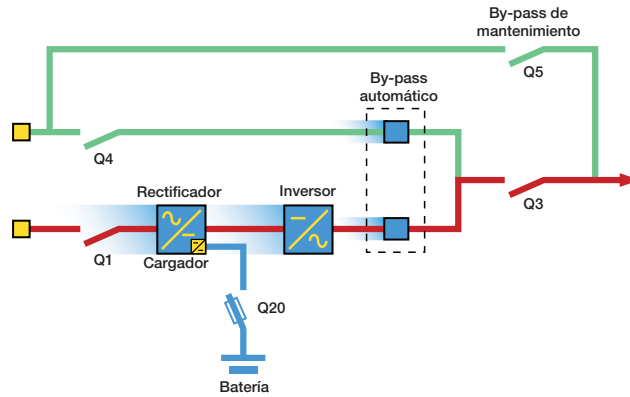 By-pass de
mantenimiento
Q5
By-pass
automático
Q4
Rectificador
Inversor
Q3
Q1
Cargador
Q20
Batería